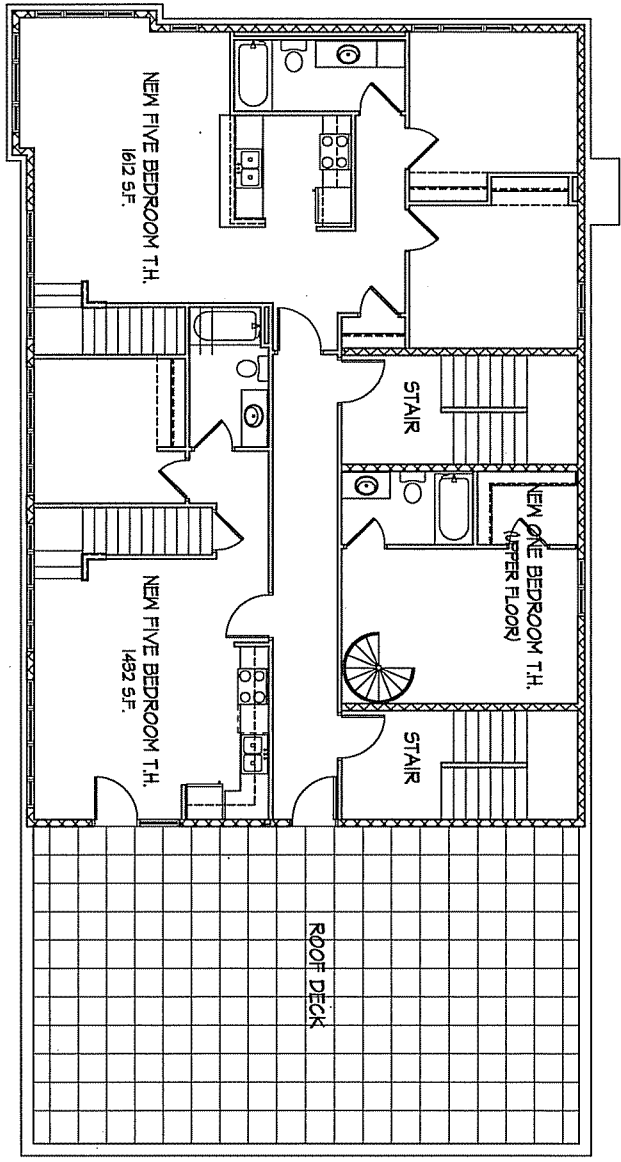 NEW FIVE BEDROOM T.H.
1612 S.F.
STAIR
NEW ONE BEDROOM T.H.
(UPPER FLOOR)
NEW FIVE BEDROOM T.H.
1432 S.F.
STAIR
ROOF DECK